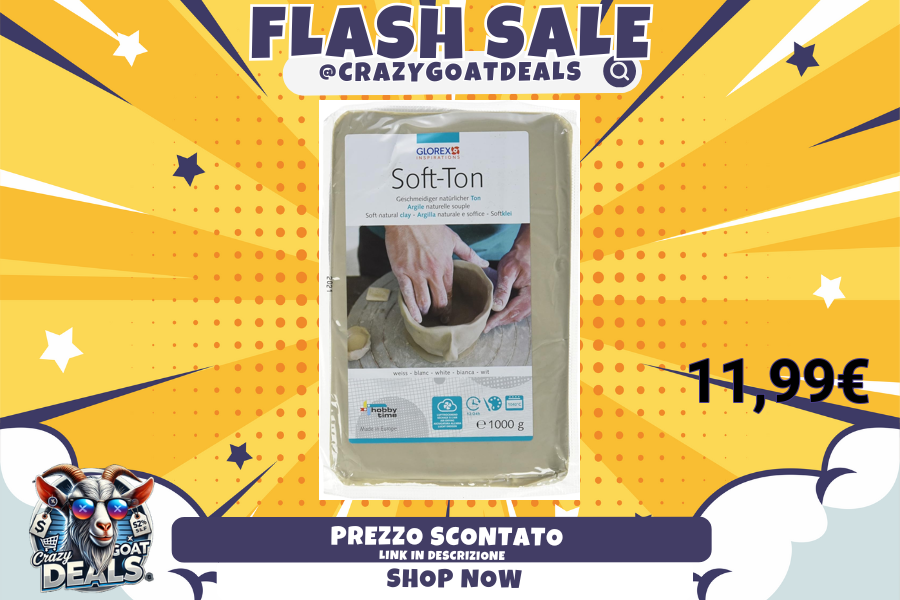 FLASH SALE
@CRAZYGOATDEALS
GLOREX
INSPIRATIONS
Soft-Ton
Geschmeidiger natürlicher Ton
Argile naturelle souple
Soft natural clay - Argilla naturale e soffice - Softklei
2021
weiss - blanc - white - bianca - wit
hobby
time
Made in Europe
℮ 1000 g
11,99€
$
52%
Crazy
GOAT
DEALS
PREZZO SCONTATO
LINK IN DESCRIZIONE
SHOP NOW